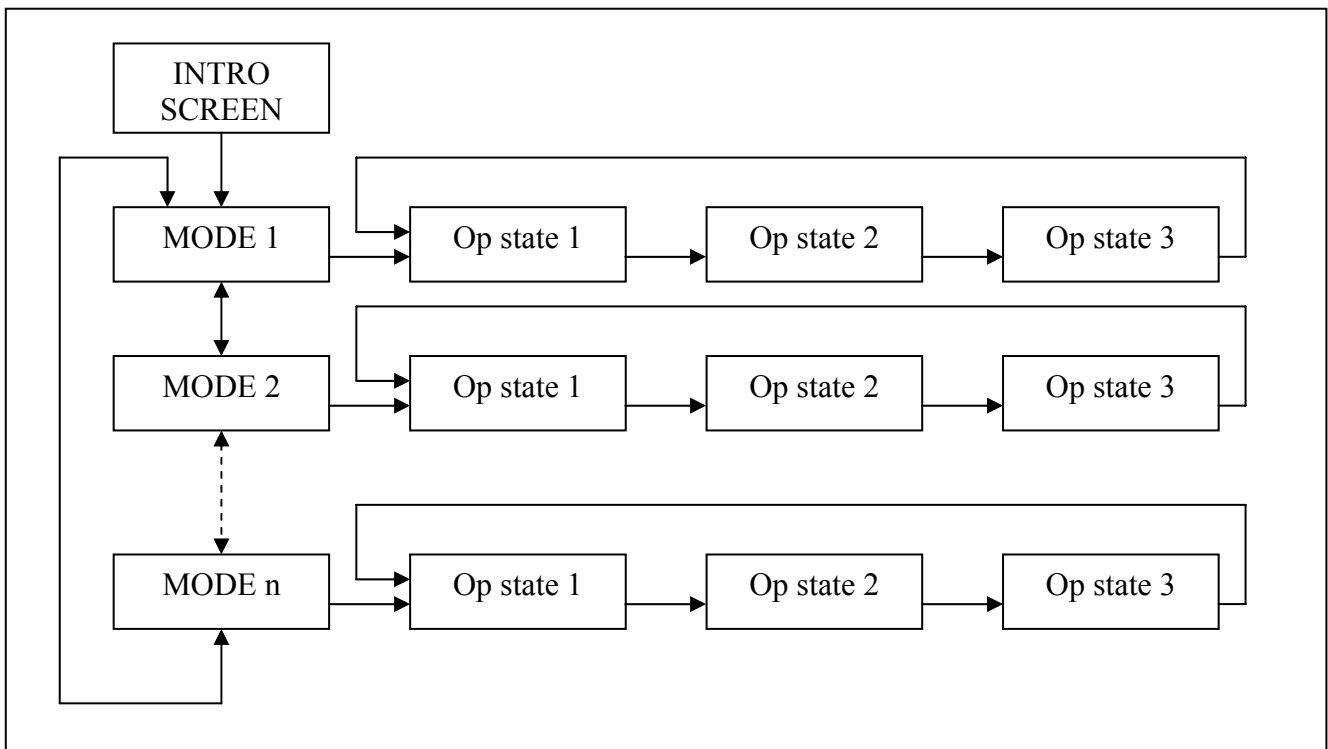 INTRO
SCREEN
MODE 1
Op state 1
Op state 2
Op state 3
MODE 2
Op state 1
Op state 2
Op state 3
MODE n
Op state 1
Op state 2
Op state 3